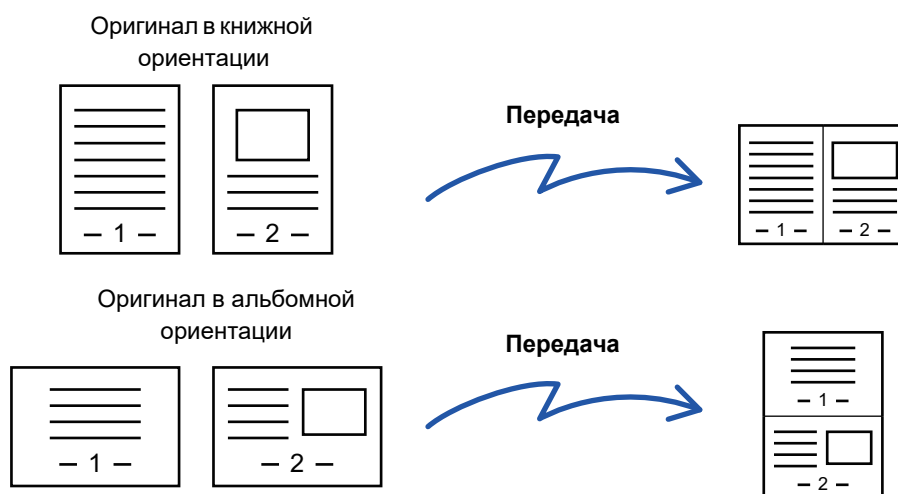 Оригинал в книжной
ориентации
Передача
– 1 –
– 2 –
– 1 –
– 2 –
Оригинал в альбомной
ориентации
Передача
– 1 –
– 2 –
– 1 –
– 2 –